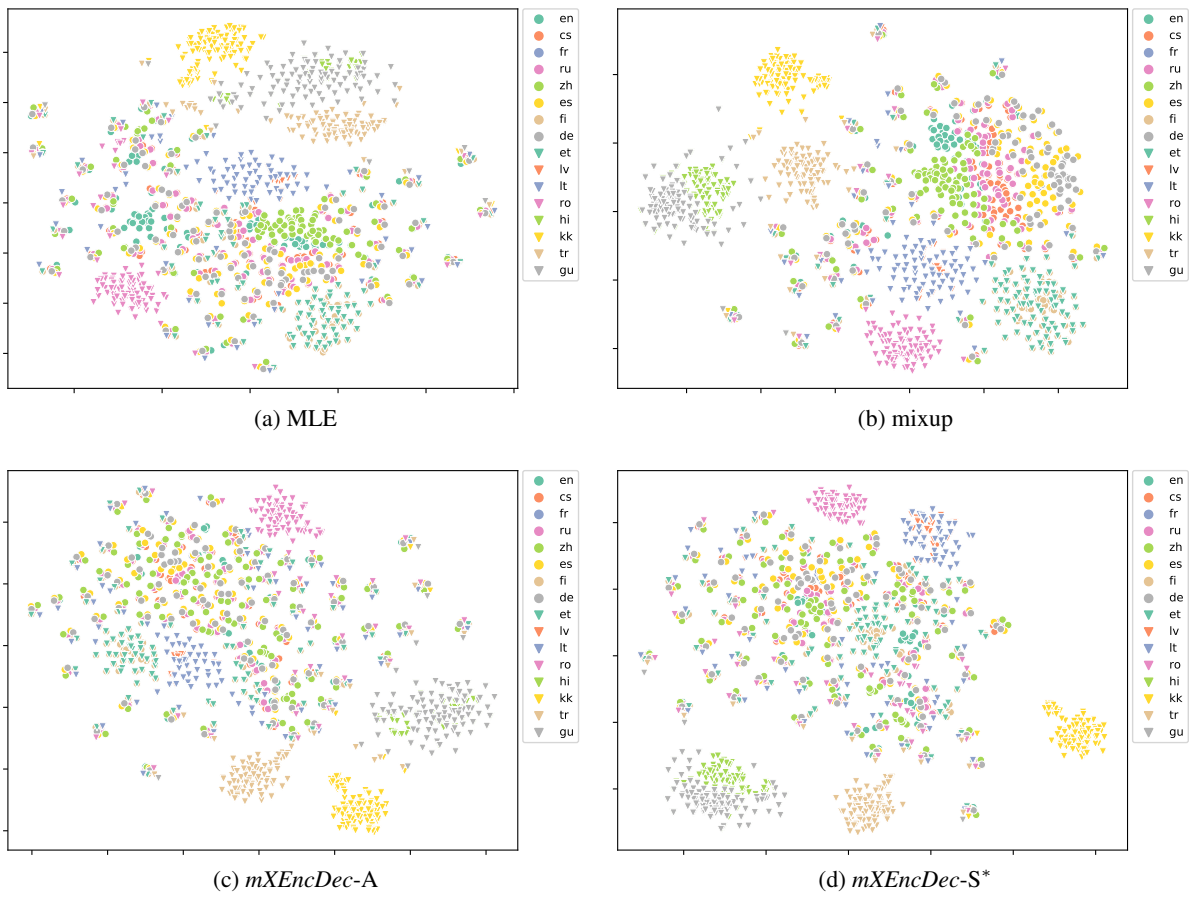 en
cs
fr
ru
zh
es
fi
de
et
lv
lt
ro
hi
kk
tr
gu
(a) MLE
en
cs
fr
ru
zh
es
fi
de
et
lv
lt
ro
hi
kk
tr
gu
(b) mixup
en
cs
fr
ru
zh
es
fi
de
et
lv
lt
ro
hi
kk
tr
gu
(c) mXEncDec-A
en
cs
fr
ru
zh
es
fi
de
et
lv
lt
ro
hi
kk
tr
gu
(d) mXEncDec-S*